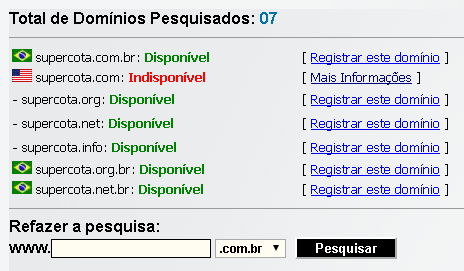 Total de Domínios Pesquisados: 07
supercota.com.br: Disponível [ Registrar este domínio ]
supercota.com: Indisponível [ Mais Informações ]
- supercota.org: Disponível [ Registrar este domínio ]
- supercota.net: Disponível [ Registrar este domínio ]
- supercota.info: Disponível [ Registrar este domínio ]
supercota.org.br: Disponível [ Registrar este domínio ]
supercota.net.br: Disponível [ Registrar este domínio ]
Refazer a pesquisa:
www. .com.br Pesquisar